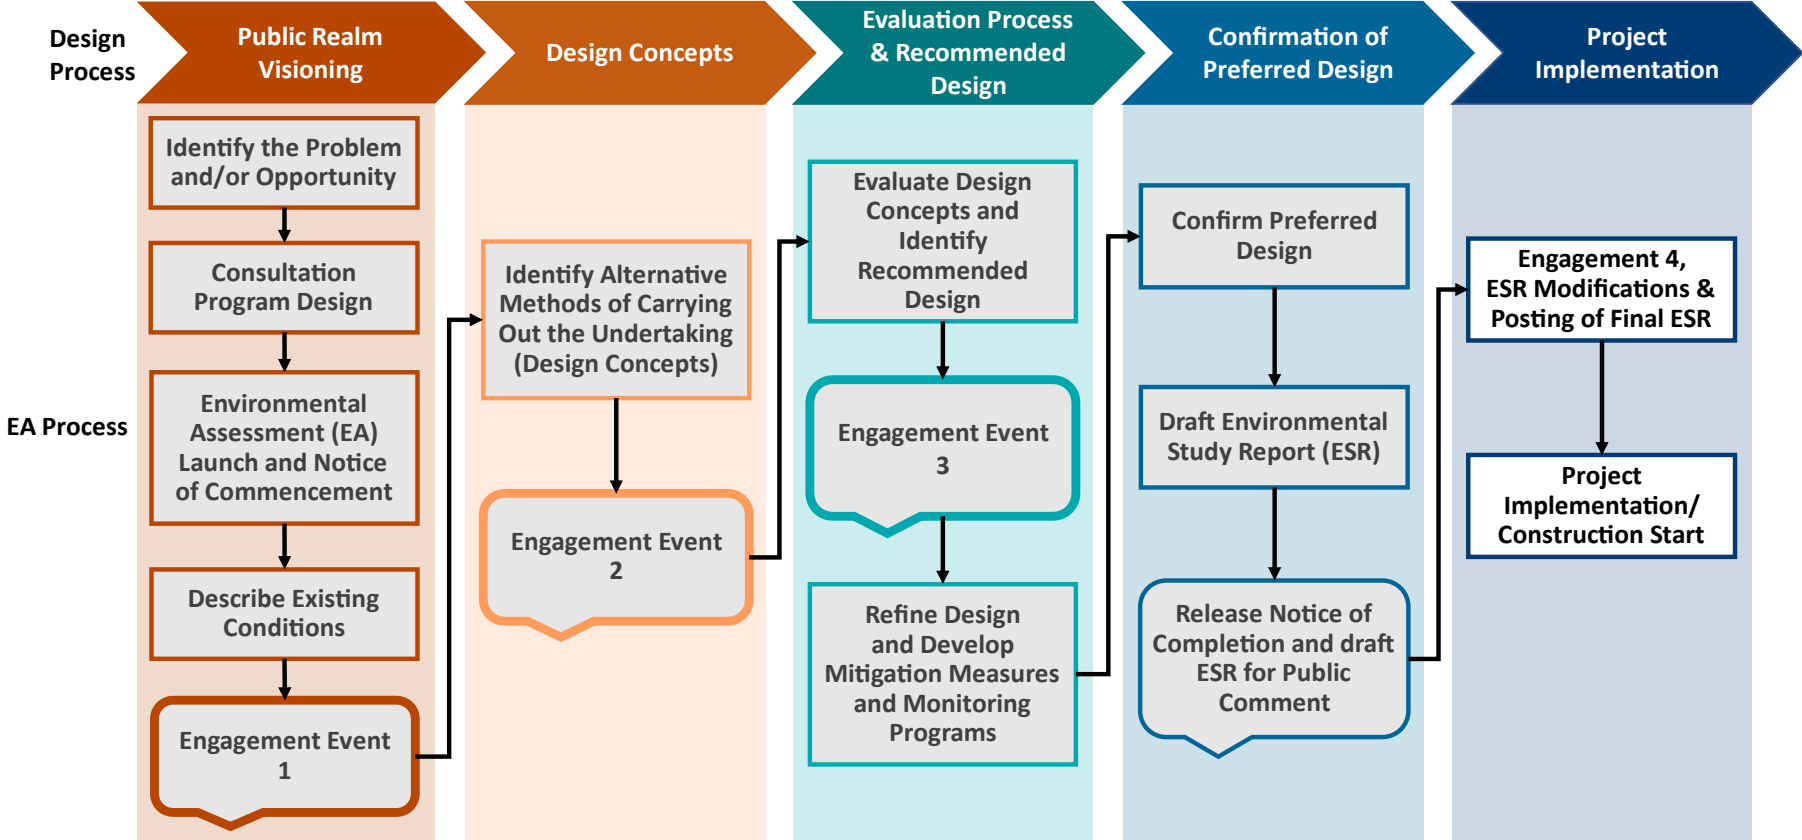 Design
Process
Public Realm
Visioning
Design Concepts
Evaluation Process
& Recommended
Design
Confirmation of
Preferred Design
Project
Implementation
EA Process
Identify the Problem
and/or Opportunity
Consultation
Program Design
Environmental
Assessment (EA)
Launch and Notice
of Commencement
Describe Existing
Conditions
Engagement Event
1
Identify Alternative
Methods of Carrying
Out the Undertaking
(Design Concepts)
Engagement Event
2
Evaluate Design
Concepts and
Identify
Recommended
Design
Engagement Event
3
Refine Design
and Develop
Mitigation Measures
and Monitoring
Programs
Confirm Preferred
Design
Draft Environmental
Study Report (ESR)
Release Notice of
Completion and draft
ESR for Public
Comment
Engagement 4,
ESR Modifications &
Posting of Final ESR
Project
Implementation/
Construction Start